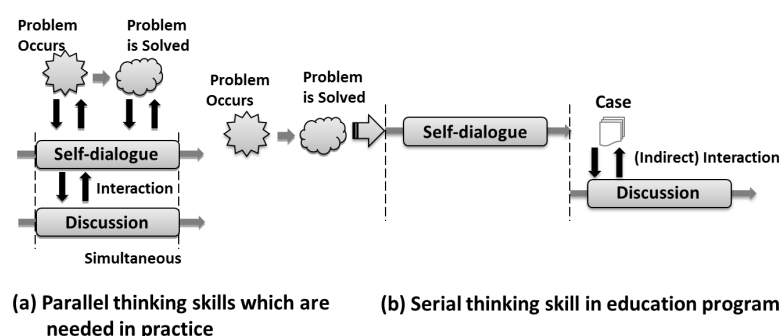 Problem
Occurs
Problem
is Solved
Self-dialogue
Interaction
Discussion
Simultaneous
(a) Parallel thinking skills which are
needed in practice
Problem
Occurs
Problem
is Solved
Self-dialogue
Case
(Indirect) Interaction
Discussion
(b) Serial thinking skill in education program